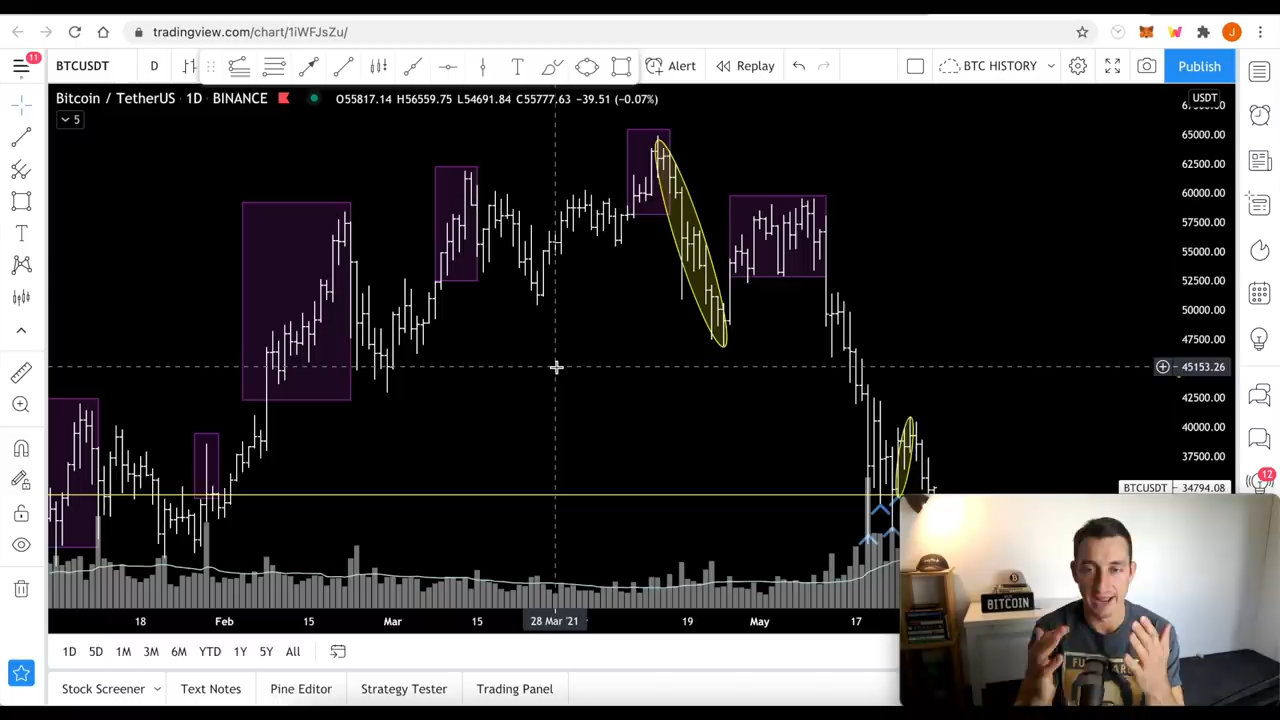 tradingview.com/chart/1iWFJsZu/
J
11
BTCUSDT
D
Alert
Replay
BTC HISTORY
Publish
Bitcoin / TetherUS · 1D · BINANCE
O55817.14 H56559.75 L54691.84 C55777.63 −39.51 (−0.07%)
5
USDT
65000.00
62500.00
60000.00
57500.00
55000.00
52500.00
50000.00
47500.00
45153.26
42500.00
40000.00
37500.00
BTCUSDT
34794.08
12
BITCOIN
18
Feb
15
Mar
15
28 Mar '21
19
May
17
1D
5D
1M
3M
6M
YTD
1Y
5Y
All
Stock Screener
Text Notes
Pine Editor
Strategy Tester
Trading Panel